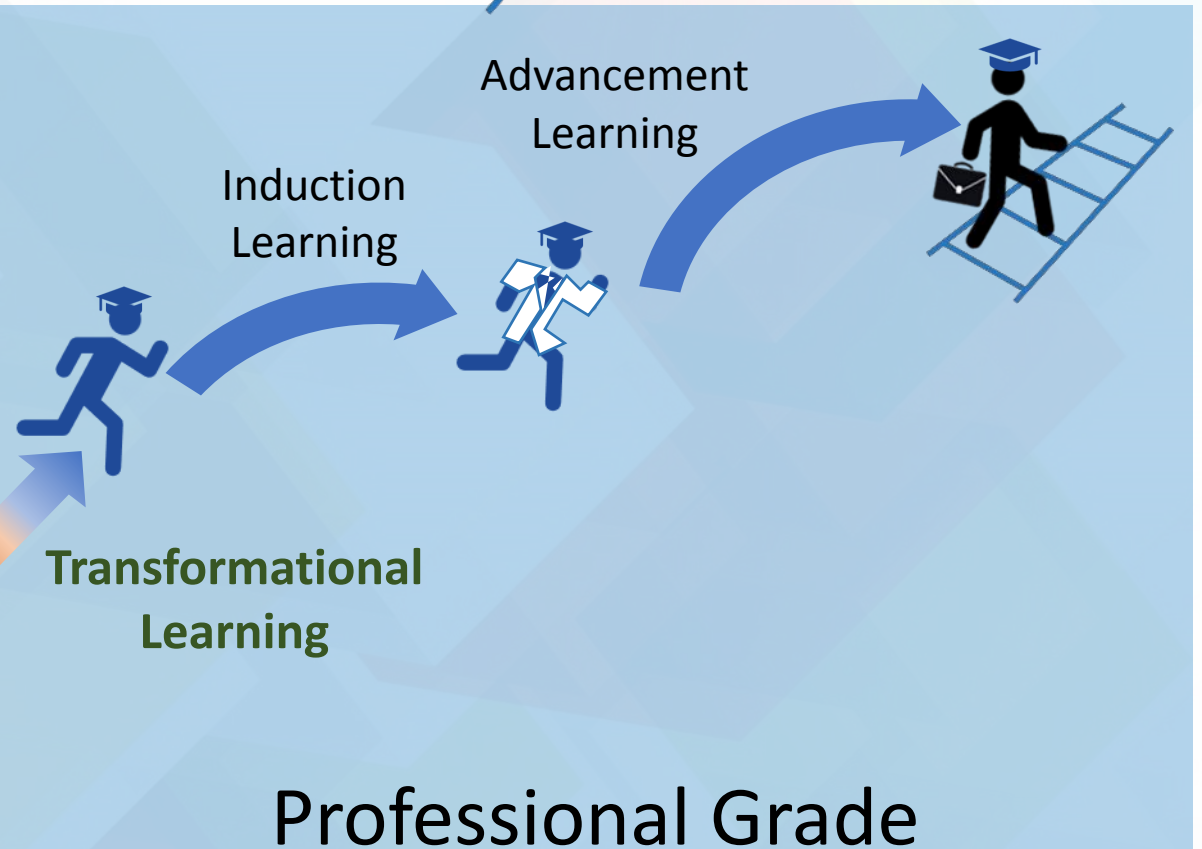 Advancement
Learning
Induction
Learning
Transformational
Learning
Professional Grade